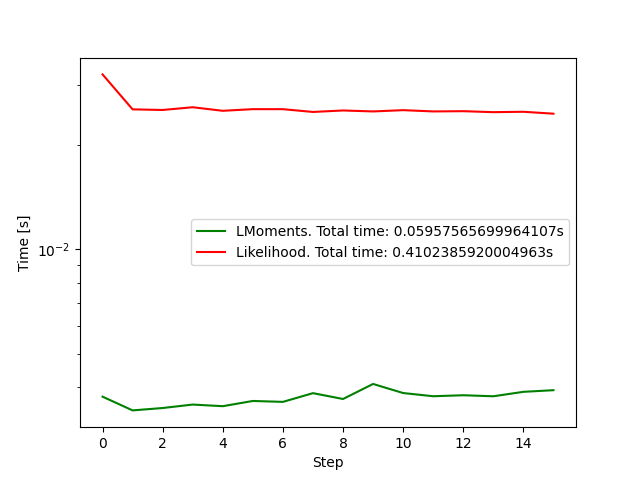 Time [s]
10⁻²
LMoments. Total time: 0.05957565699964107s
Likelihood. Total time: 0.4102385920004963s
0 2 4 6 8 10 12 14
Step